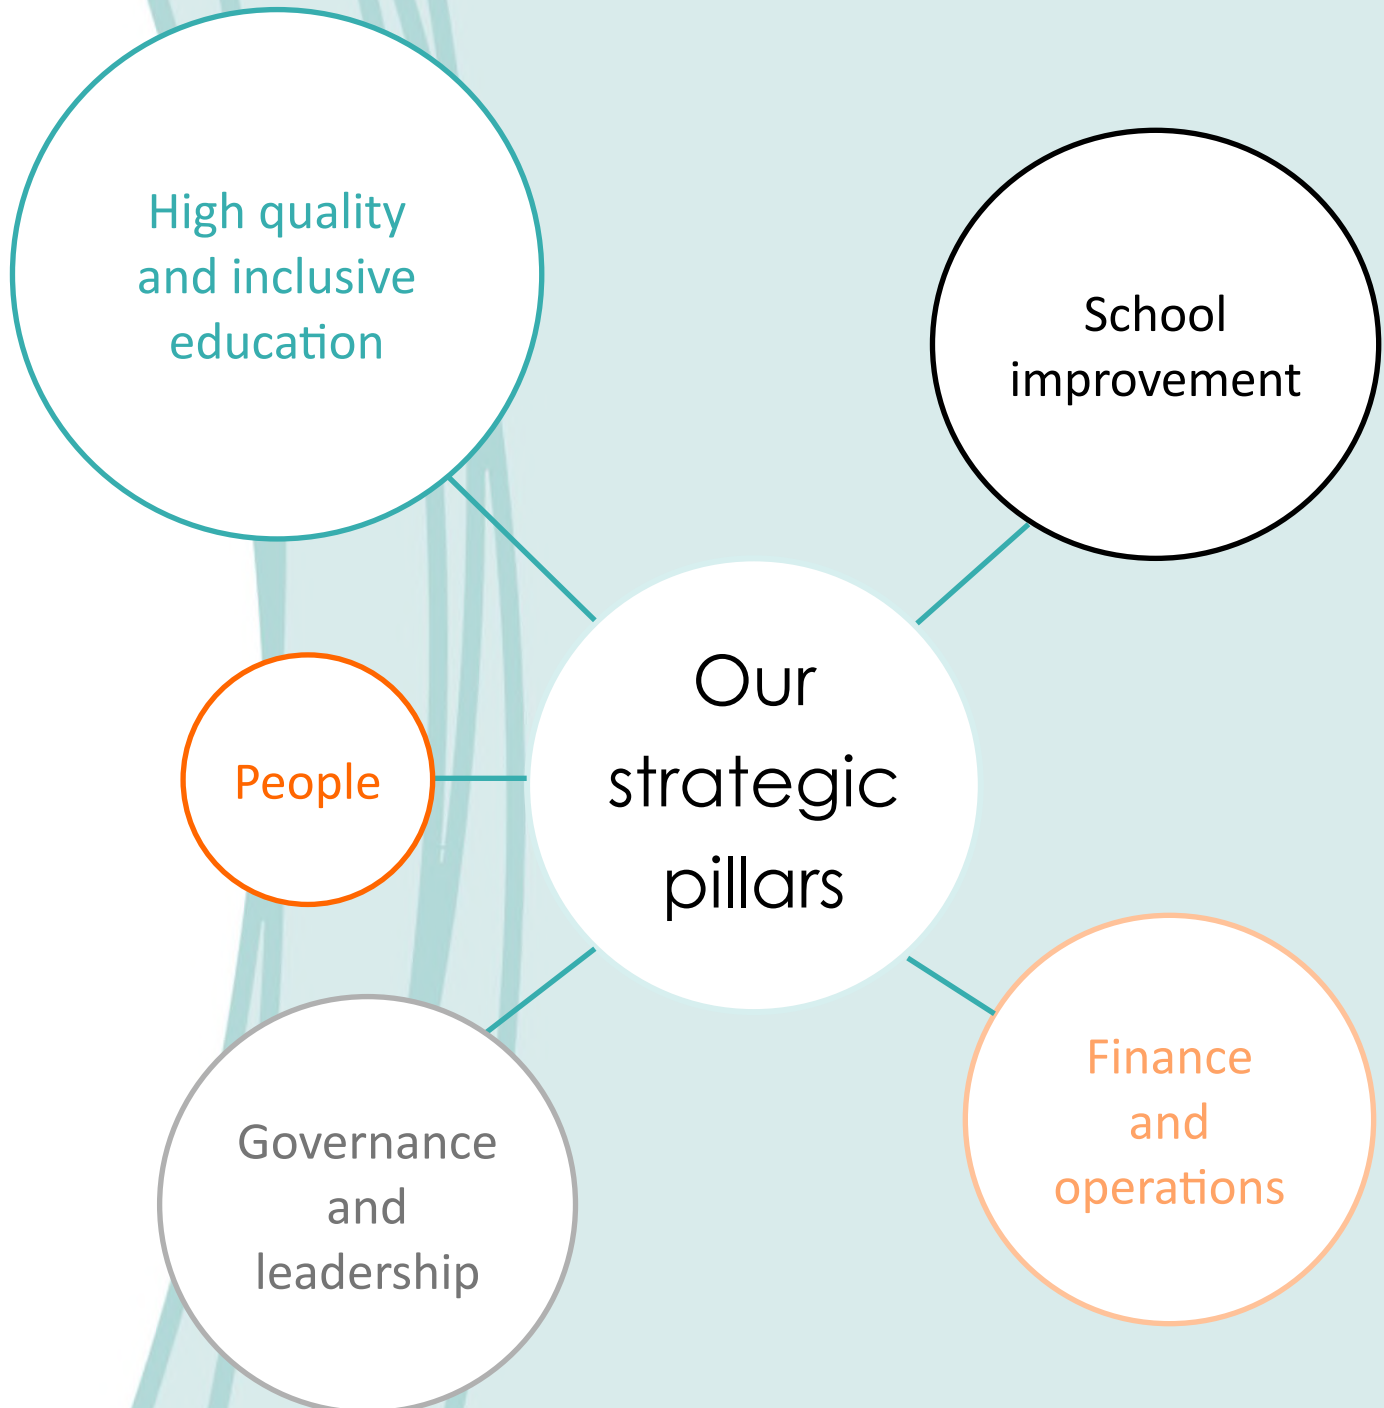 High quality
and inclusive
education
School
improvement
Our
strategic
pillars
People
Governance
and
leadership
Finance
and
operations